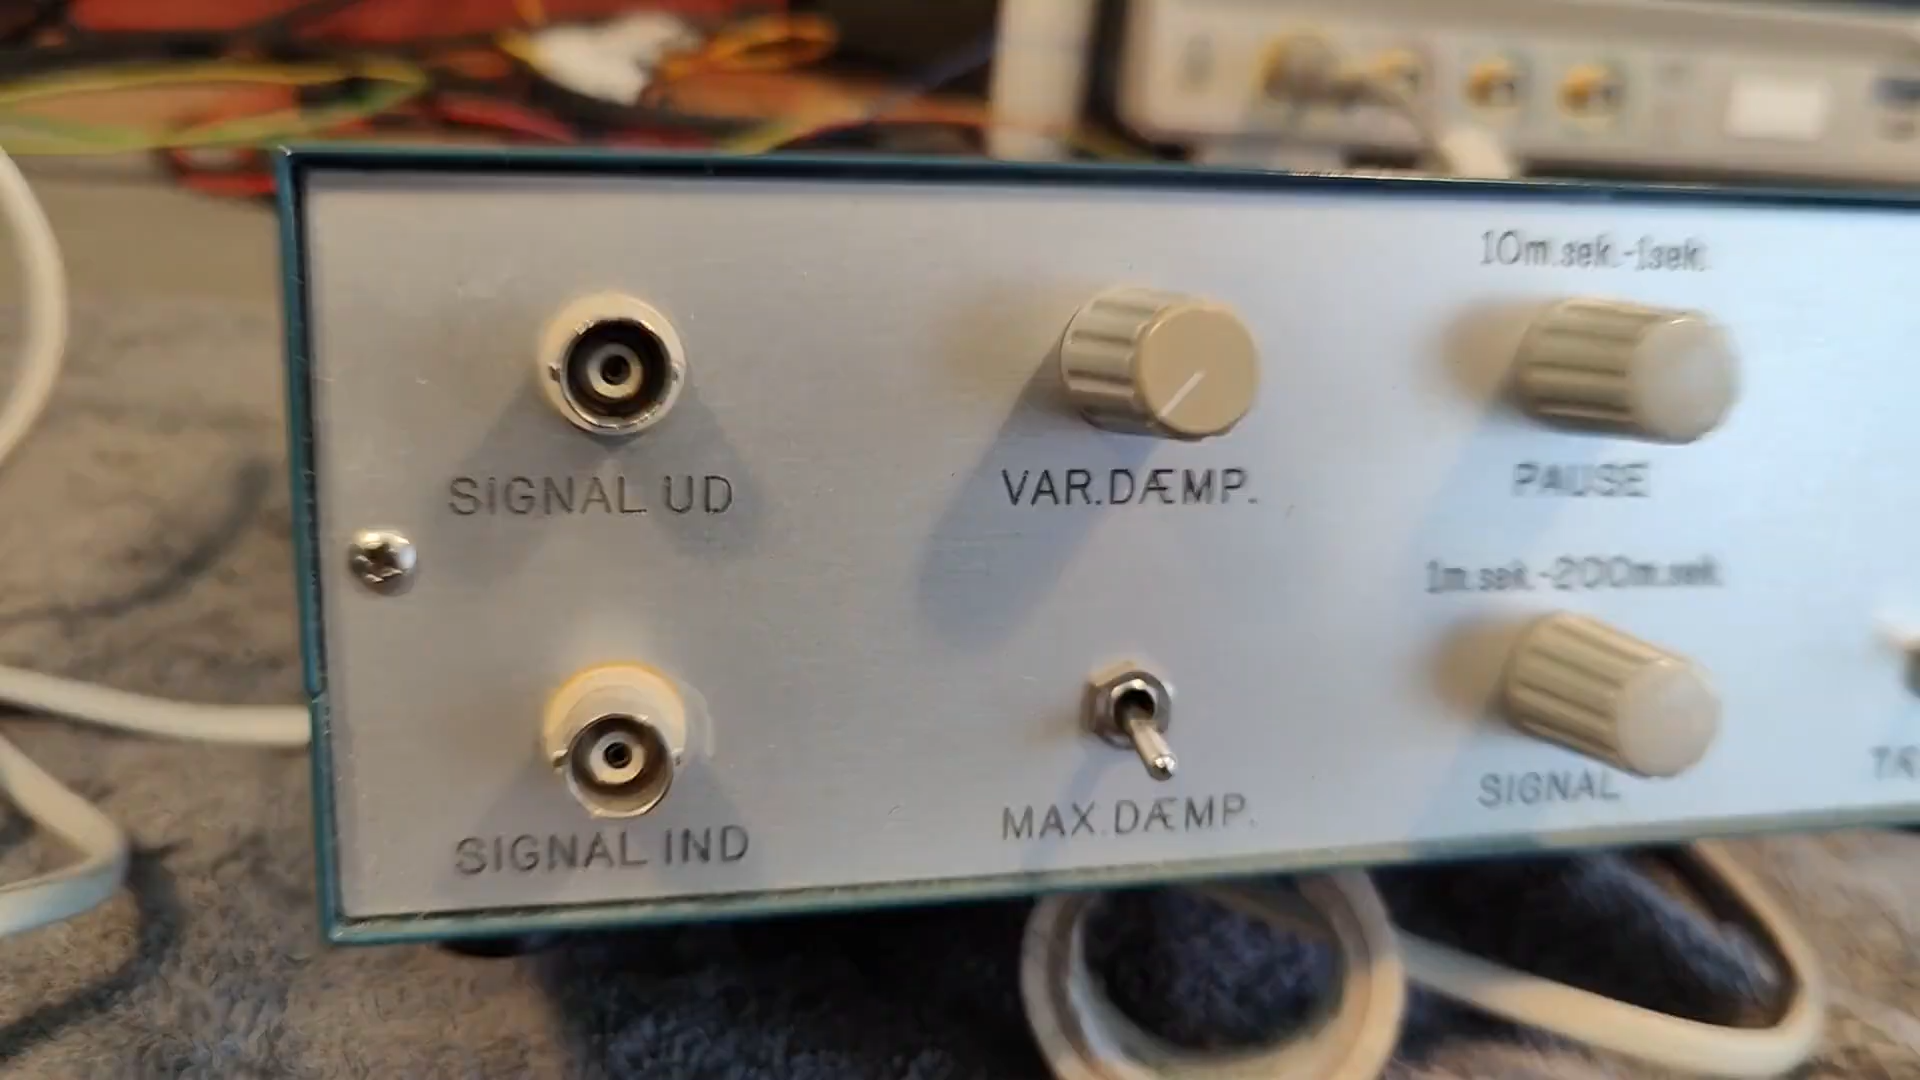 10m.sek.-1sek.
SIGNAL UD
VAR.DÆMP.
PAUSE
1m.sek.-200m.sek
SIGNAL IND
MAX.DÆMP.
SIGNAL